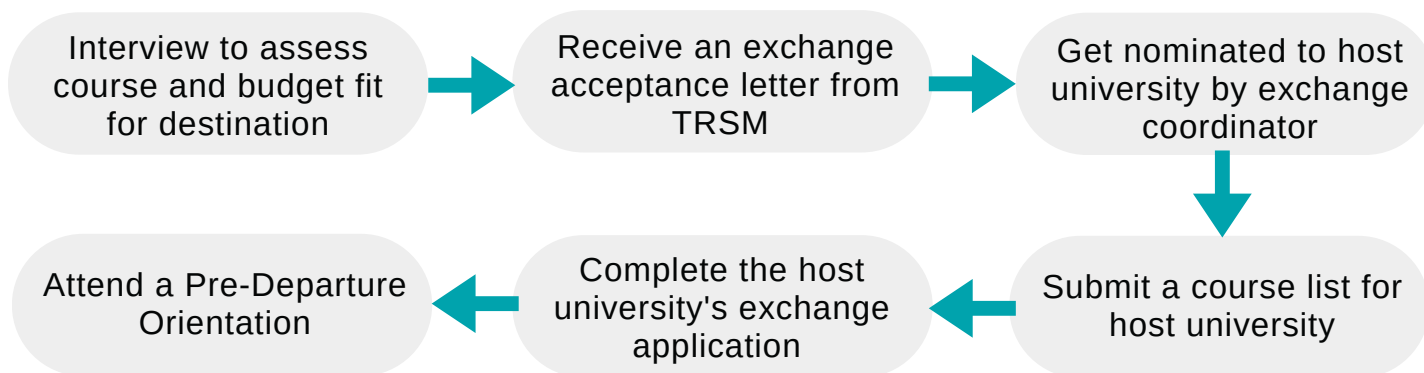 Interview to assess
course and budget fit
for destination
Receive an exchange
acceptance letter from
TRSM
Get nominated to host
university by exchange
coordinator
Submit a course list for
host university
Complete the host
university's exchange
application
Attend a Pre-Departure
Orientation